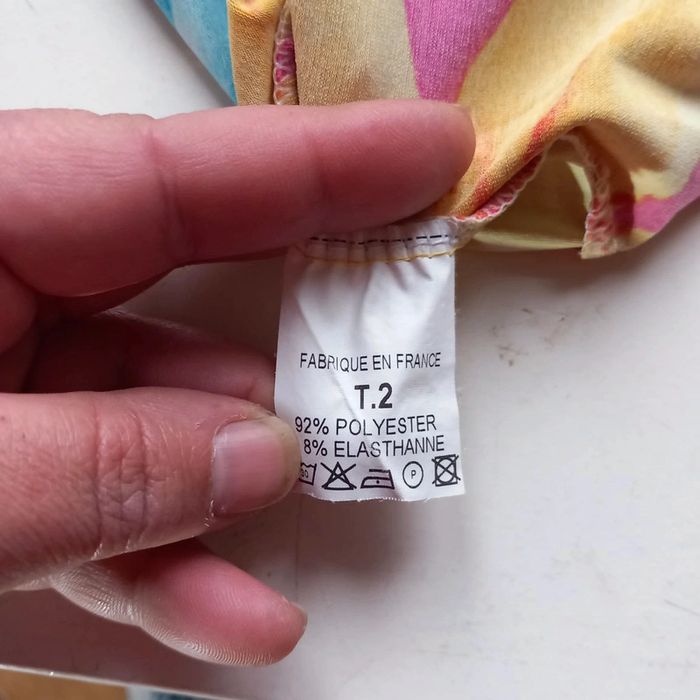 FABRIQUE EN FRANCE
T.2
92% POLYESTER
8% ELASTHANNE
P